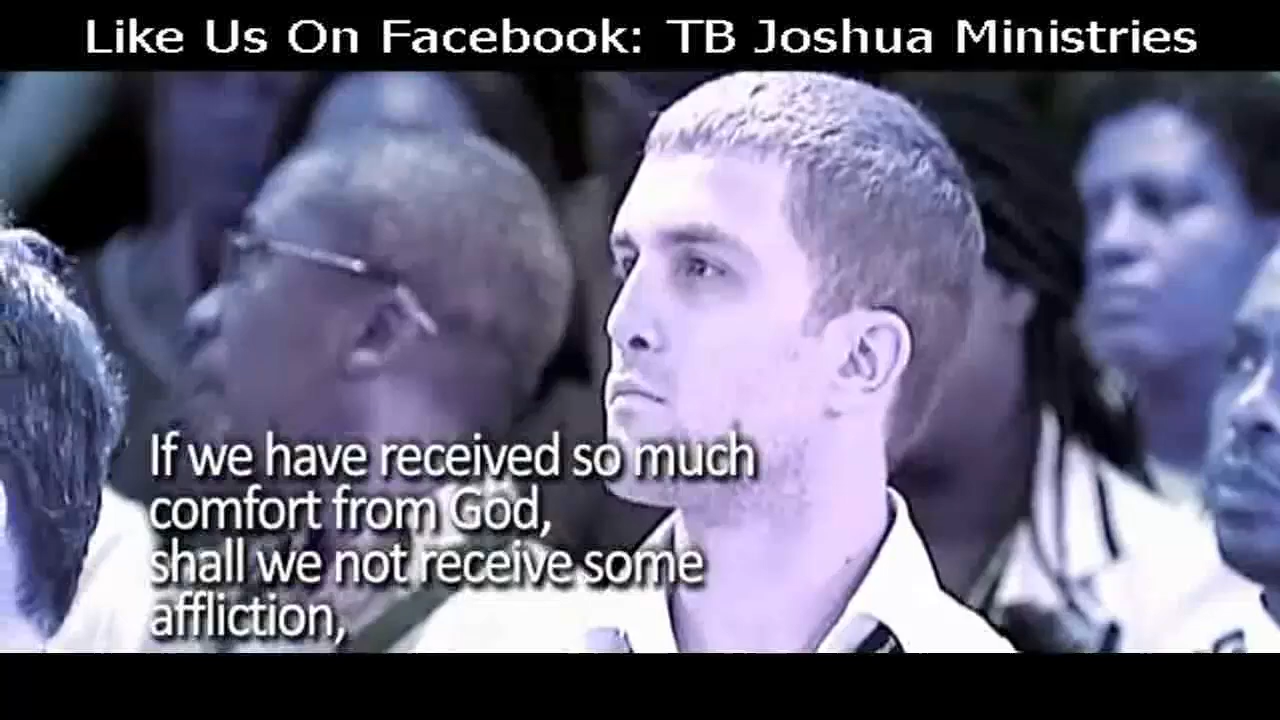 Like Us On Facebook: TB Joshua Ministries
If we have received so much
comfort from God,
shall we not receive some
affliction,